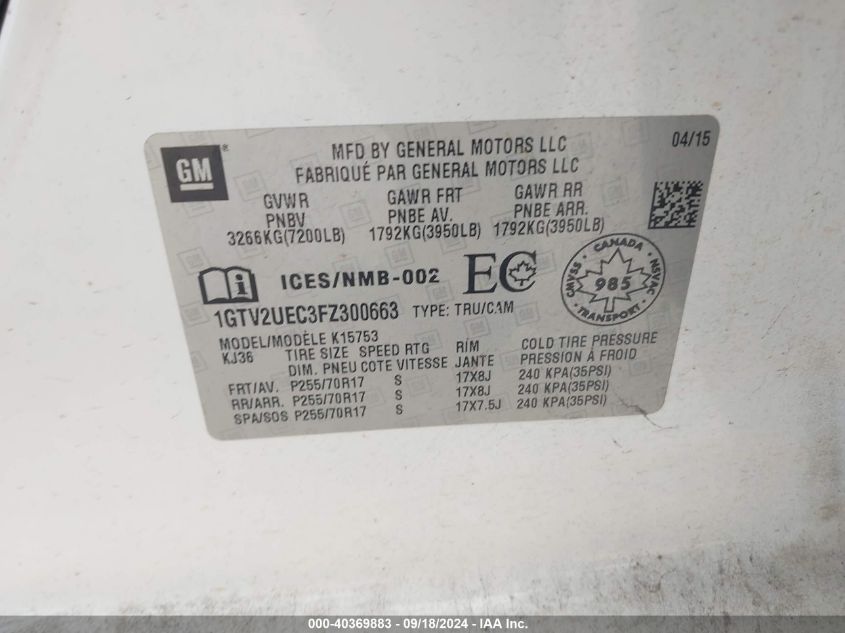 GM ®
MFD BY GENERAL MOTORS LLC
FABRIQUÉ PAR GENERAL MOTORS LLC
04/15
GVWR GAWR FRT GAWR RR
PNBV PNBE AV. PNBE ARR.
3266KG(7200LB) 1792KG(3950LB) 1792KG(3950LB)
ICES/NMB-002 EC
CANADA
CMVSS 985 NSVAC
TRANSPORT
1GTV2UEC3FZ300663 TYPE: TRU/CAM
MODEL/MODÈLE K15753
KJ36 TIRE SIZE SPEED RTG RIM COLD TIRE PRESSURE
DIM. PNEU COTE VITESSE JANTE PRESSION À FROID
FRT/AV. P255/70R17 S 17X8J 240 KPA(35PSI)
RR/ARR. P255/70R17 S 17X8J 240 KPA(35PSI)
SPA/SOS P255/70R17 S 17X7.5J 240 KPA(35PSI)
000-40369883 - 09/18/2024 - IAA Inc.